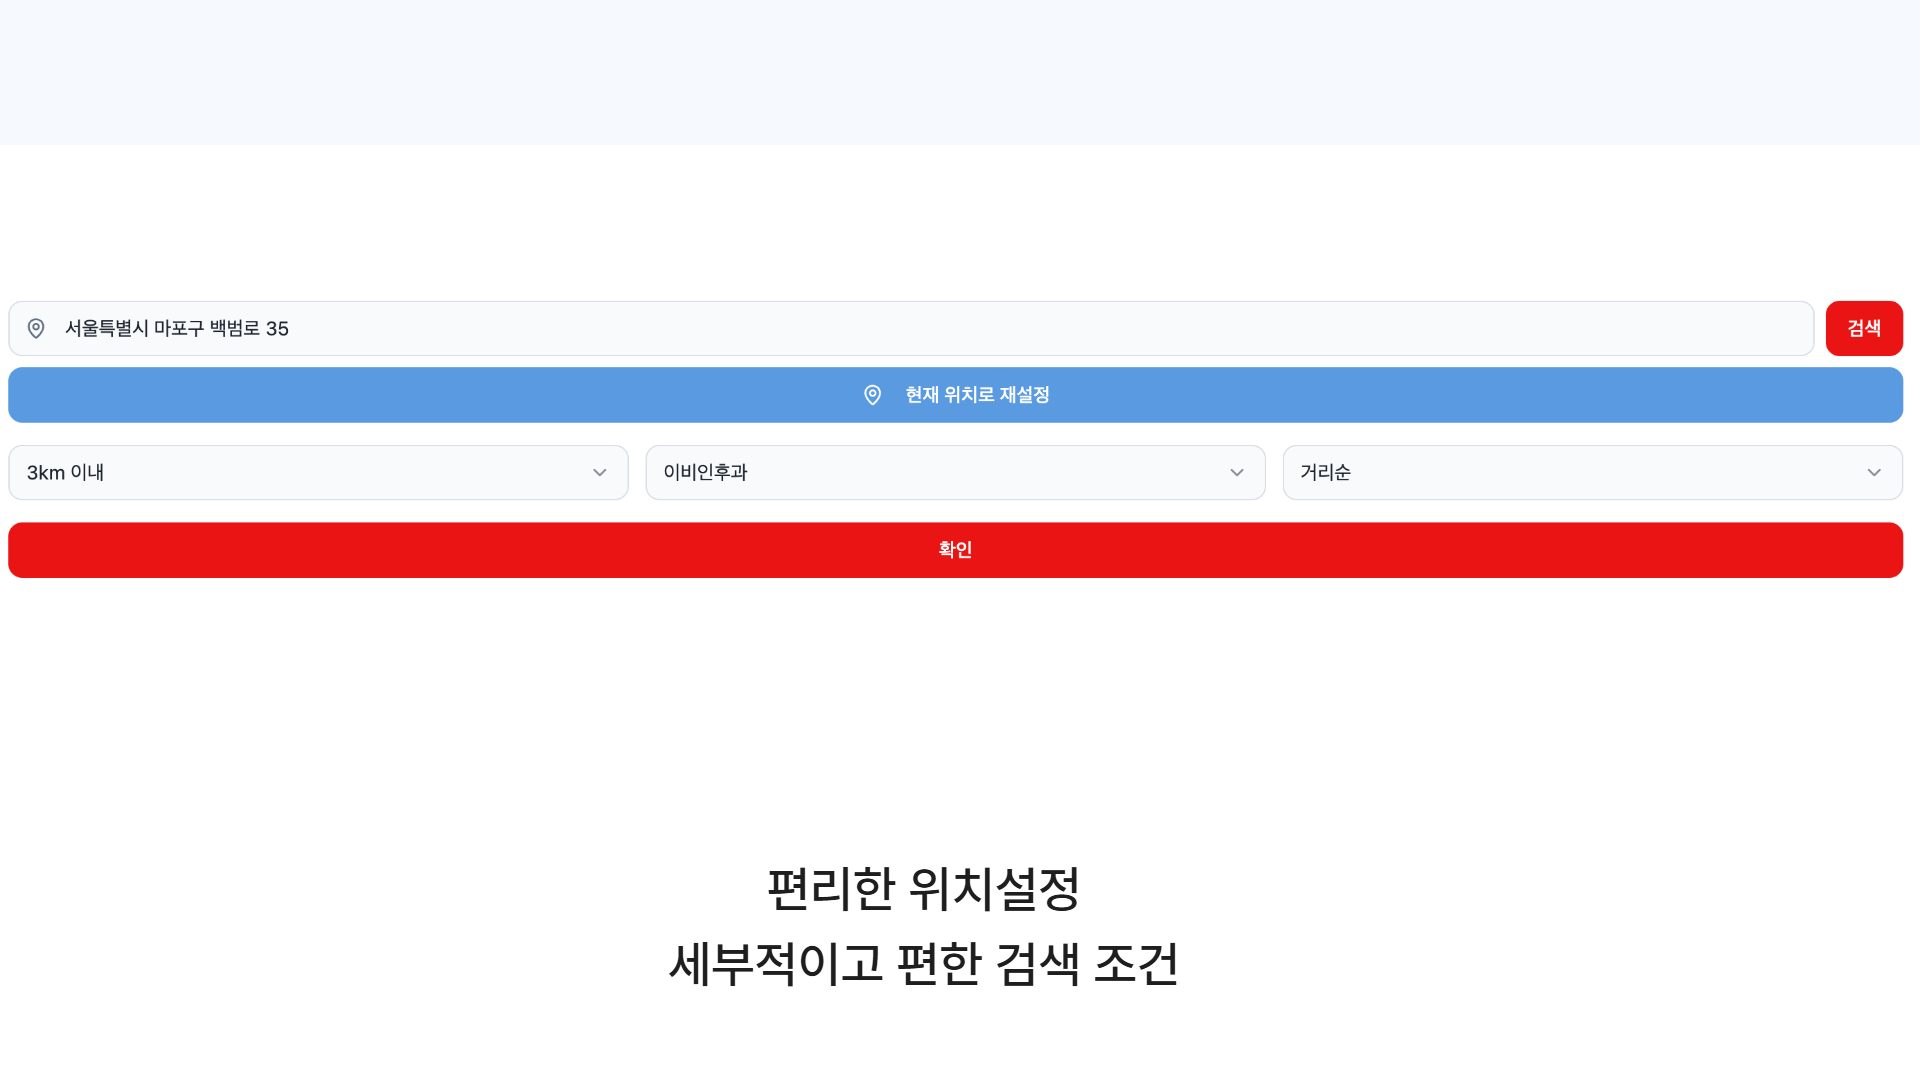 서울특별시 마포구 백범로 35
검색
현재 위치로 재설정
3km 이내
이비인후과
거리순
확인
편리한 위치설정
세부적이고 편한 검색 조건